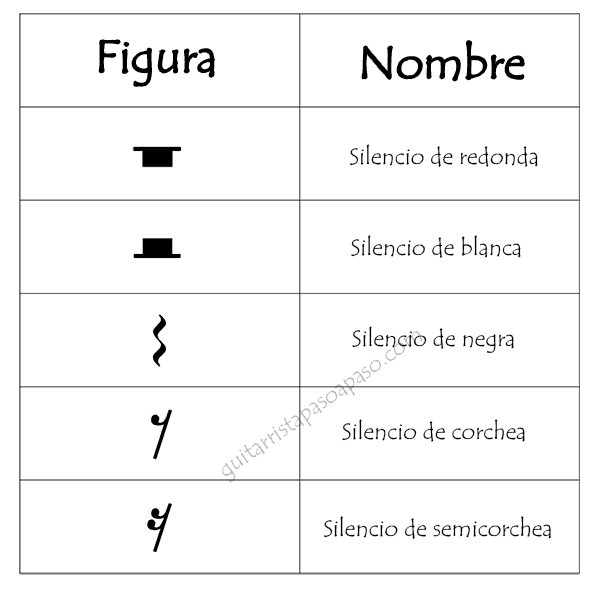 Figura Nombre
Silencio de redonda
Silencio de blanca
Silencio de negra
Silencio de corchea
Silencio de semicorchea
guitarristapasoapaso.com